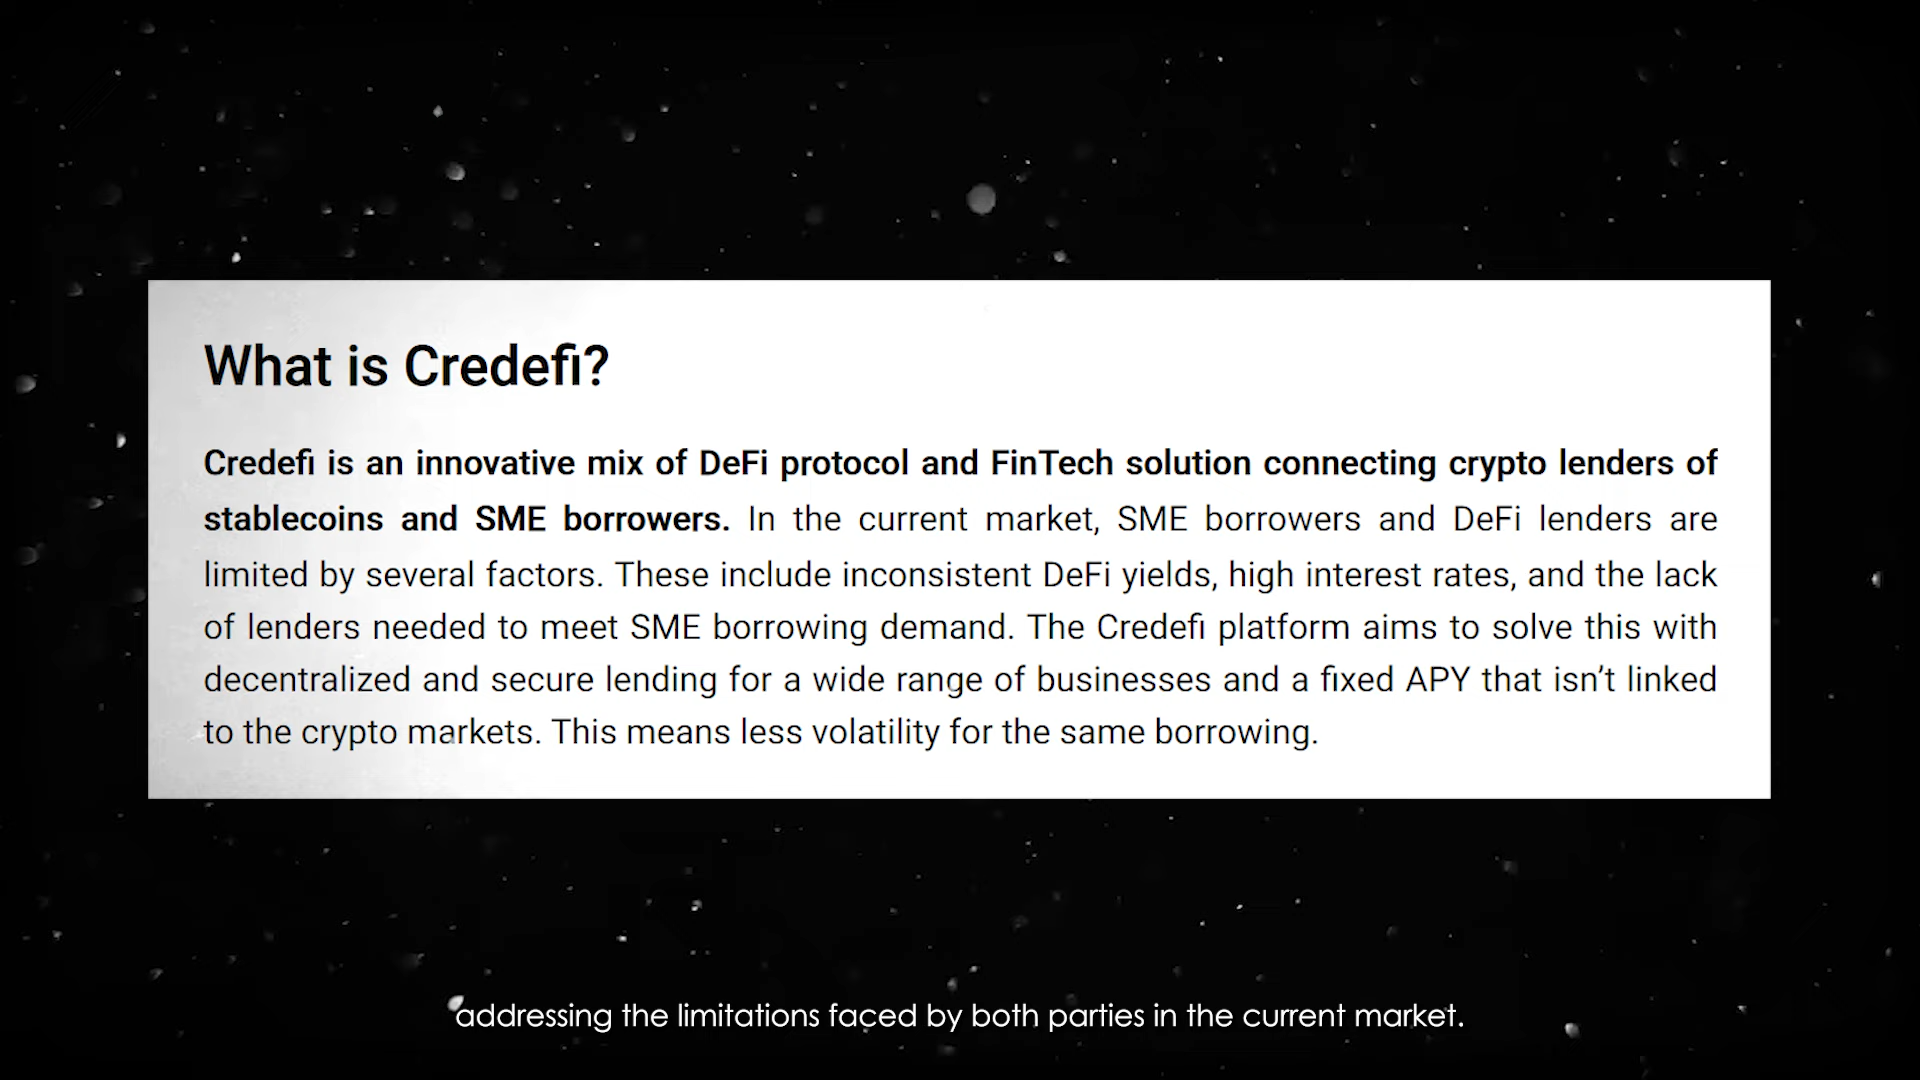 What is Credefi?
Credefi is an innovative mix of DeFi protocol and FinTech solution connecting crypto lenders of
stablecoins and SME borrowers. In the current market, SME borrowers and DeFi lenders are
limited by several factors. These include inconsistent DeFi yields, high interest rates, and the lack
of lenders needed to meet SME borrowing demand. The Credefi platform aims to solve this with
decentralized and secure lending for a wide range of businesses and a fixed APY that isn’t linked
to the crypto markets. This means less volatility for the same borrowing.
addressing the limitations faced by both parties in the current market.